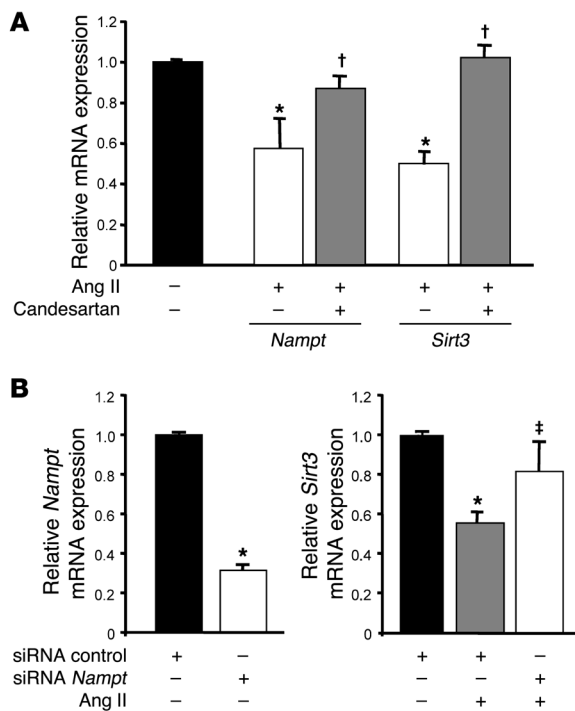 A
Relative mRNA expression
1.2
1.0
0.8
0.6
0.4
0.2
0
*
†
*
†
Ang II – + + + +
Candesartan – – + – +
Nampt Sirt3
B
Relative Nampt
mRNA expression
1.2
1.0
0.8
0.6
0.4
0.2
0
*
Relative Sirt3
mRNA expression
1.2
1.0
0.8
0.6
0.4
0.2
0
*
‡
siRNA control + – + + –
siRNA Nampt – + – – +
Ang II – – – + +